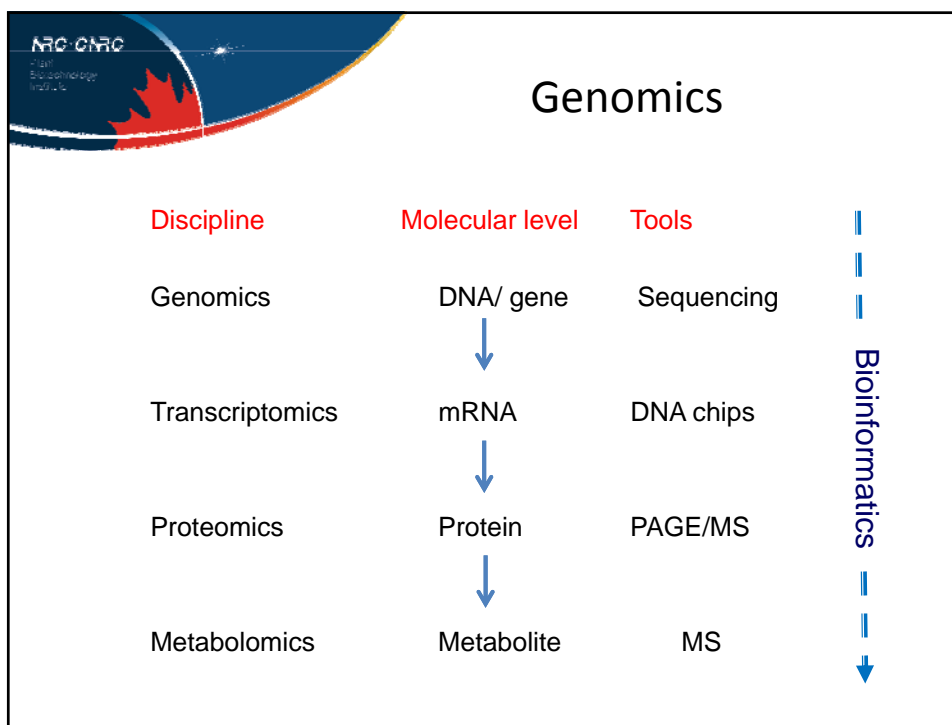 NRC·CNRC
Genomics
Discipline Molecular level Tools
Genomics DNA/ gene Sequencing
Transcriptomics mRNA DNA chips
Proteomics Protein PAGE/MS
Metabolomics Metabolite MS
Bioinformatics